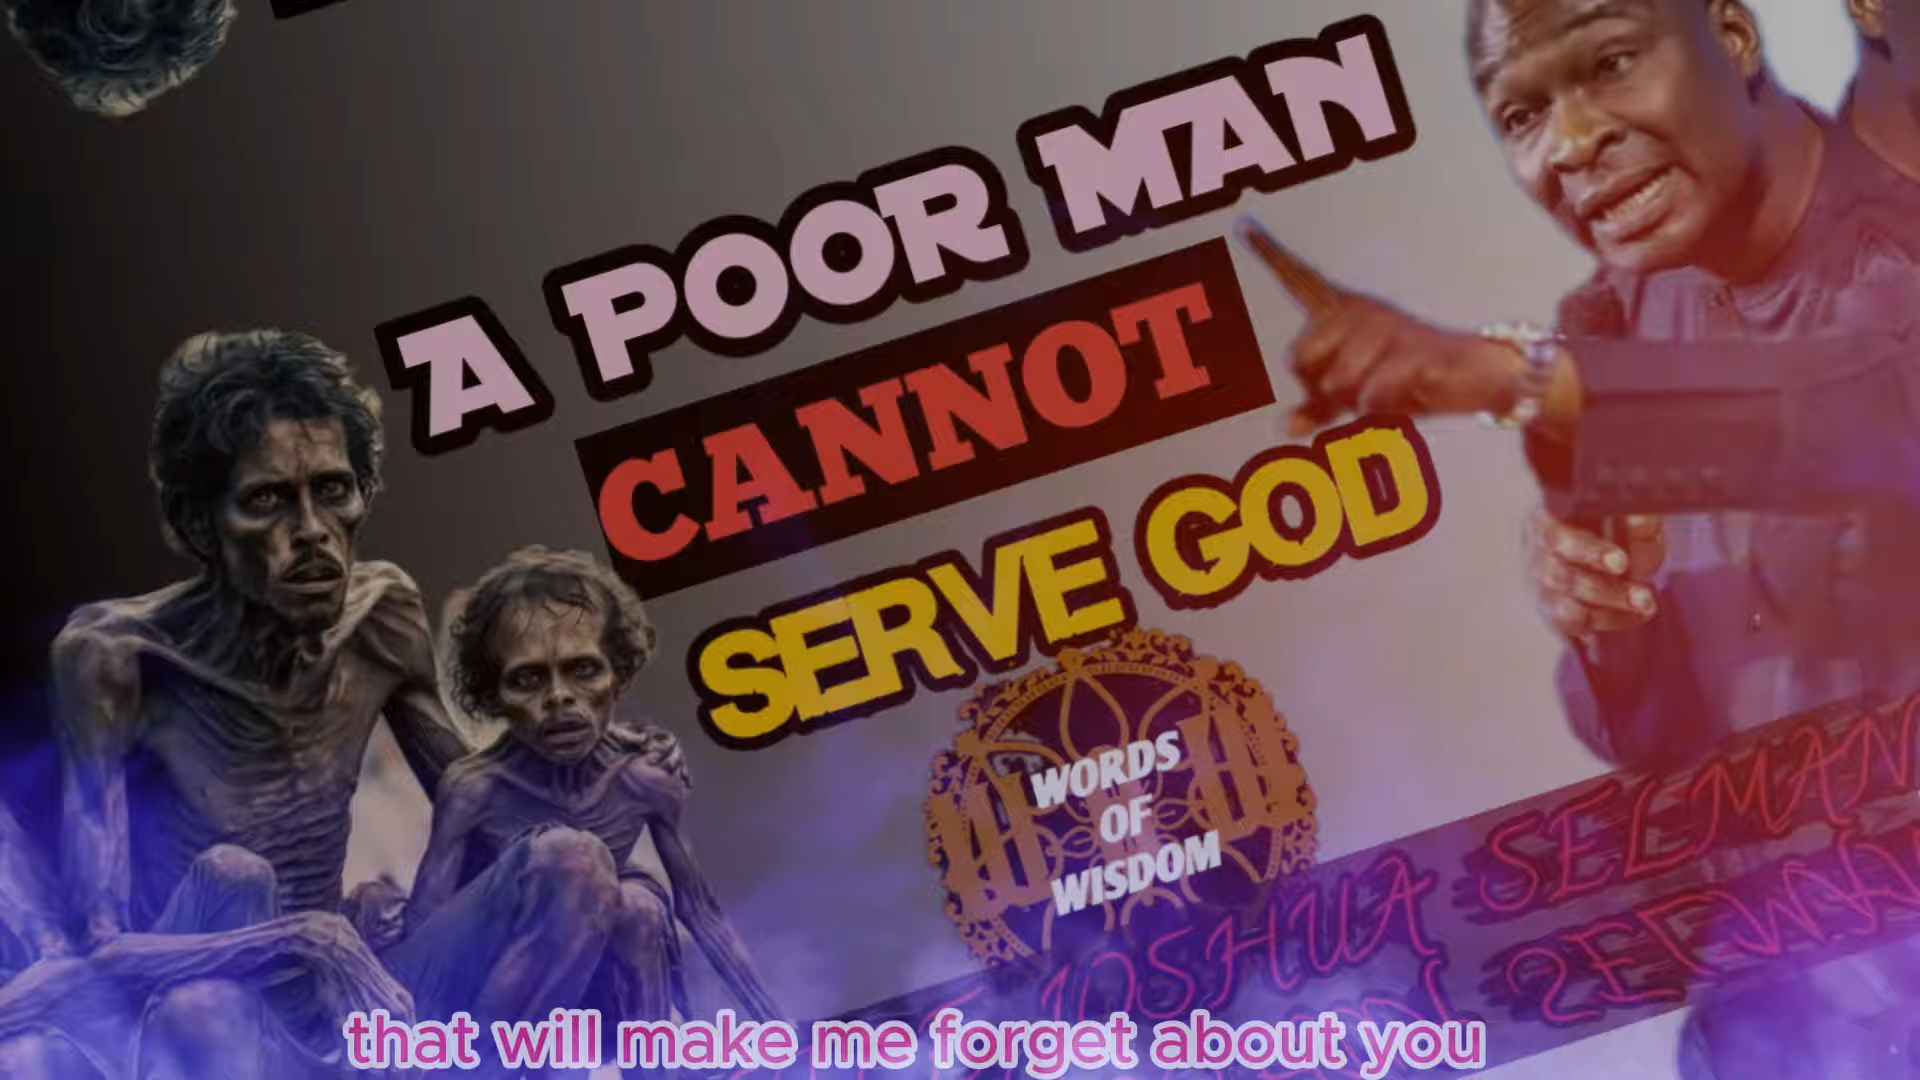 A POOR MAN
CANNOT
SERVE GOD
WORDS
OF
WISDOM
JOSHUA SELMAN
that will make me forget about you